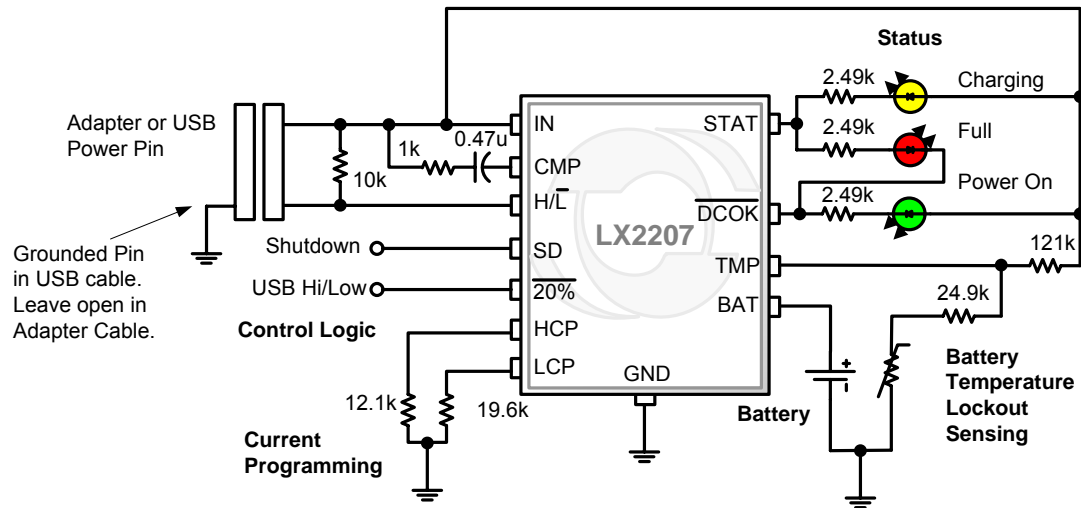 Status
Charging
2.49k
Full
2.49k
Power On
2.49k
Adapter or USB
Power Pin
1k
0.47u
10k
IN
CMP
H/L̅
SD
2̅0̅%̅
HCP
LCP
GND
STAT
D̅C̅O̅K̅
TMP
BAT
LX2207
121k
24.9k
Grounded Pin
in USB cable.
Leave open in
Adapter Cable.
Shutdown
USB Hi/Low
Control Logic
12.1k
19.6k
Current
Programming
+
-
Battery
Battery
Temperature
Lockout
Sensing